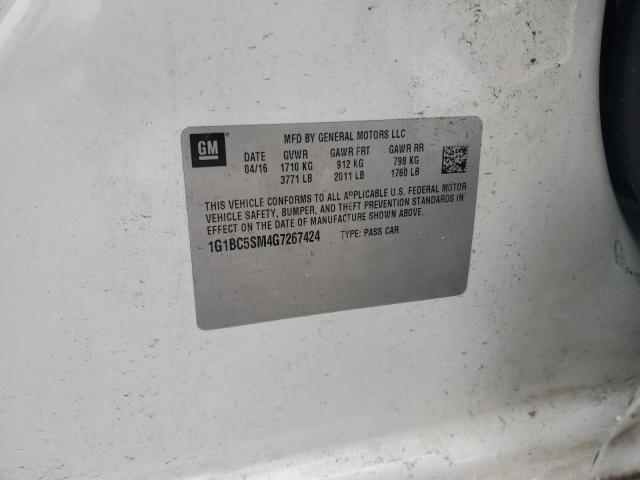 GM
MFD BY GENERAL MOTORS LLC
DATE GVWR GAWR FRT GAWR RR
04/16 1710 KG 912 KG 798 KG
3771 LB 2011 LB 1760 LB
THIS VEHICLE CONFORMS TO ALL APPLICABLE U.S. FEDERAL MOTOR
VEHICLE SAFETY, BUMPER, AND THEFT PREVENTION STANDARDS IN
EFFECT ON THE DATE OF MANUFACTURE SHOWN ABOVE.
1G1BC5SM4G7267424 TYPE: PASS CAR